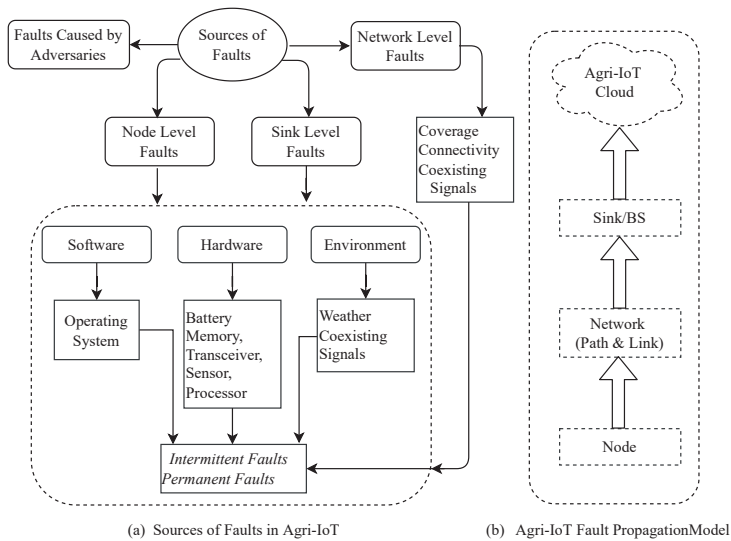 Faults Caused by
Adversaries
Sources of
Faults
Network Level
Faults
Node Level
Faults
Sink Level
Faults
Coverage
Connectivity
Coexisting
Signals
Software
Hardware
Environment
Operating
System
Battery
Memory,
Transceiver,
Sensor,
Processor
Weather
Coexisting
Signals
Intermittent Faults
Permanent Faults
(a) Sources of Faults in Agri-IoT
Agri-IoT
Cloud
Sink/BS
Network
(Path & Link)
Node
(b) Agri-IoT Fault PropagationModel